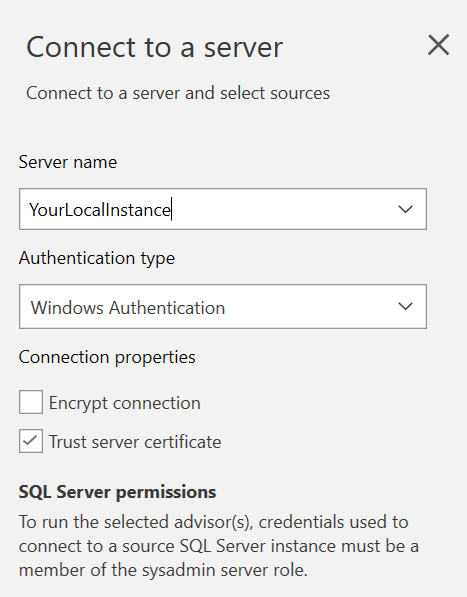 Connect to a server
Connect to a server and select sources
Server name
YourLocalInstance
Authentication type
Windows Authentication
Connection properties
Encrypt connection
Trust server certificate
SQL Server permissions
To run the selected advisor(s), credentials used to
connect to a source SQL Server instance must be a
member of the sysadmin server role.